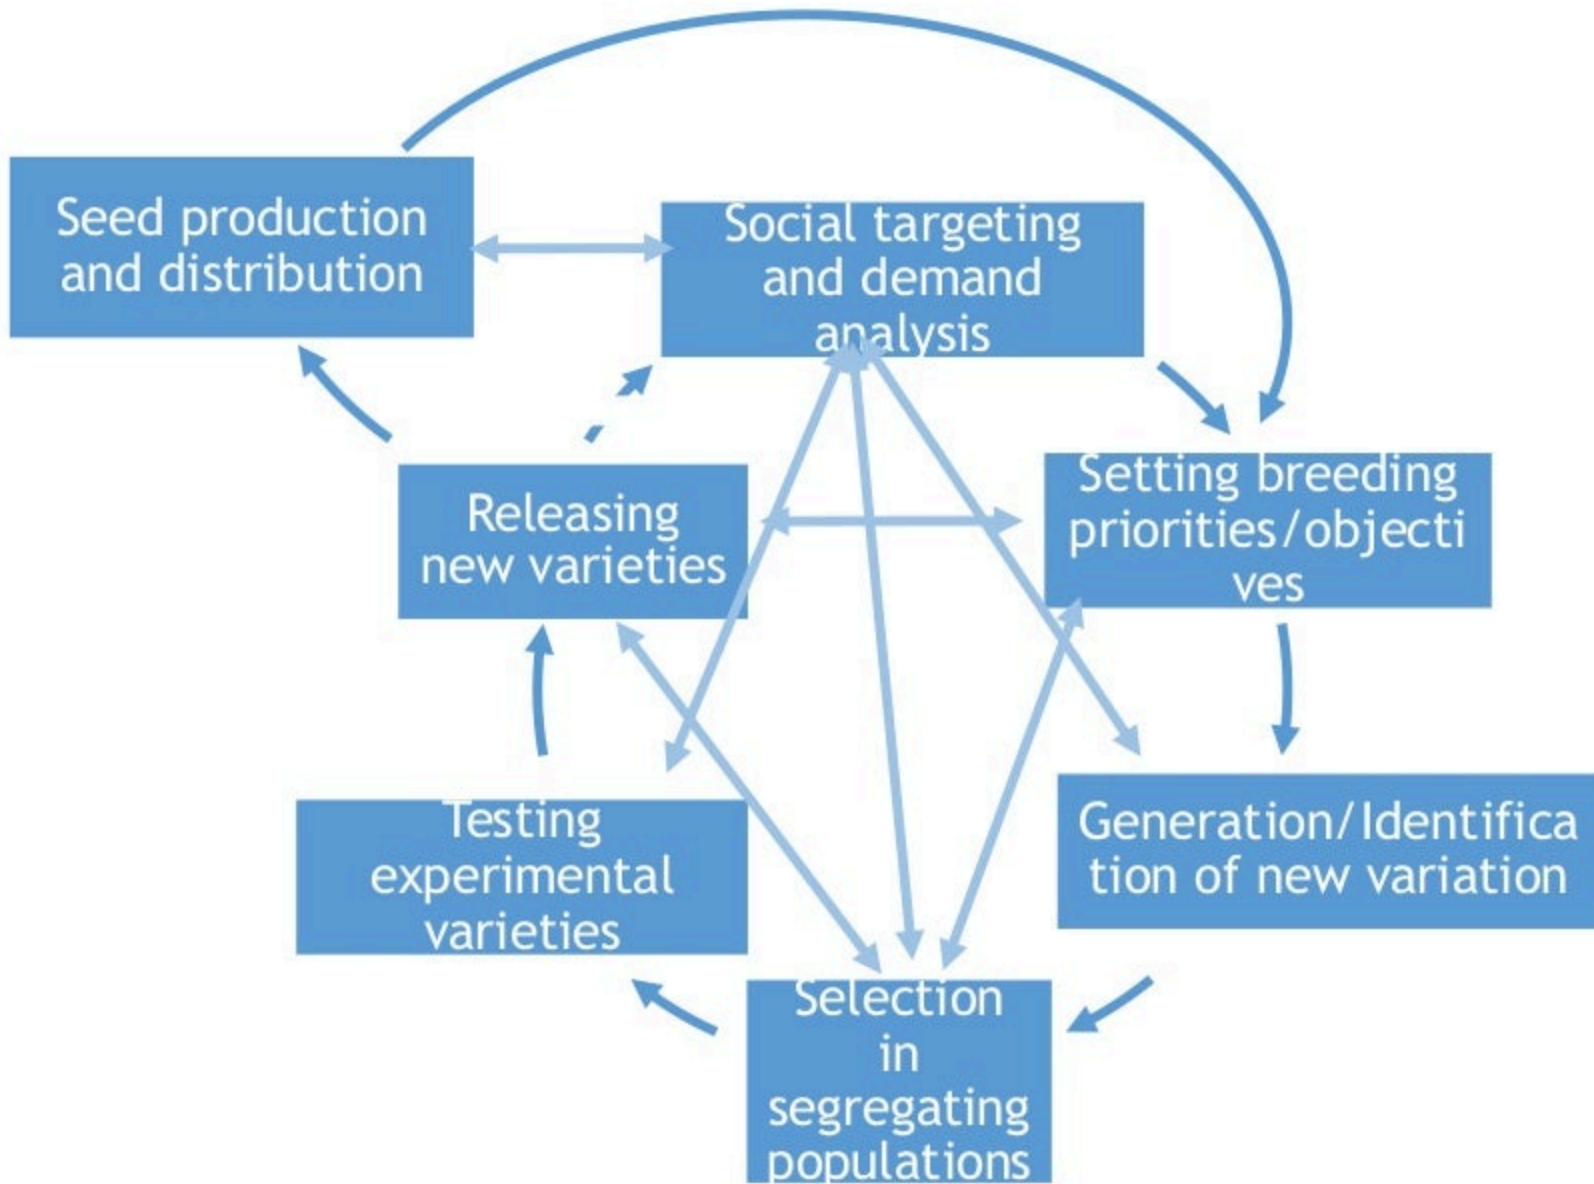 Seed production
and distribution
Social targeting
and demand
analysis
Releasing
new varieties
Setting breeding
priorities/objecti
ves
Testing
experimental
varieties
Generation/Identifica
tion of new variation
Selection
in
segregating
populations